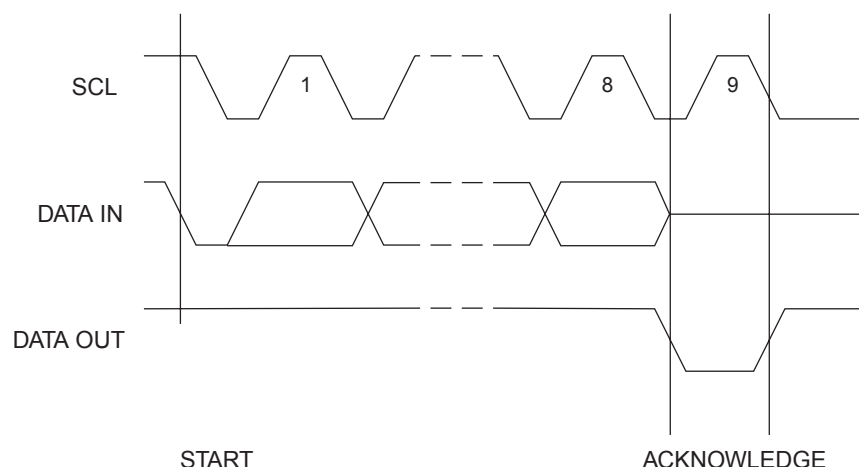 SCL
1
8
9
DATA IN
DATA OUT
START
ACKNOWLEDGE